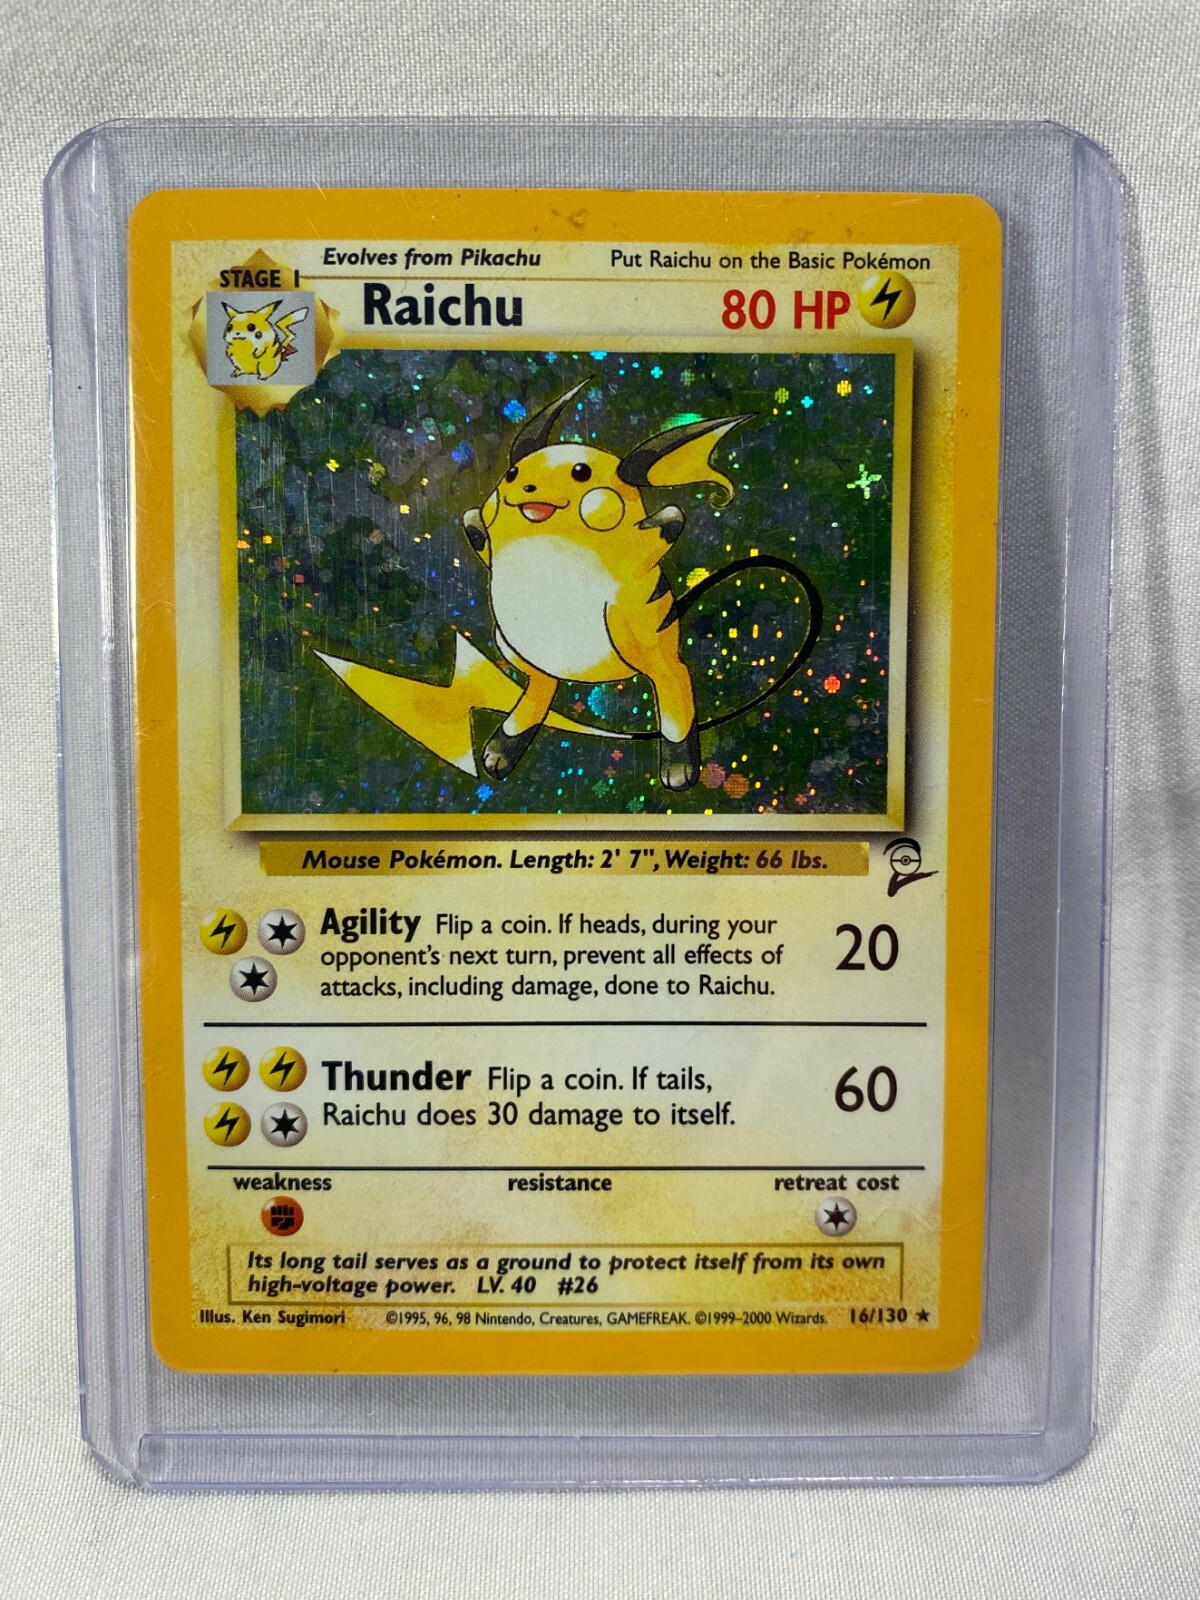 Evolves from Pikachu Put Raichu on the Basic Pokémon
STAGE 1
Raichu 80 HP
Mouse Pokémon. Length: 2' 7", Weight: 66 lbs.
Agility Flip a coin. If heads, during your
opponent's next turn, prevent all effects of
attacks, including damage, done to Raichu.
20
Thunder Flip a coin. If tails,
Raichu does 30 damage to itself.
60
weakness resistance retreat cost
Its long tail serves as a ground to protect itself from its own
high-voltage power. LV. 40 #26
Illus. Ken Sugimori ©1995, 96, 98 Nintendo, Creatures, GAMEFREAK. ©1999–2000 Wizards. 16/130 ★